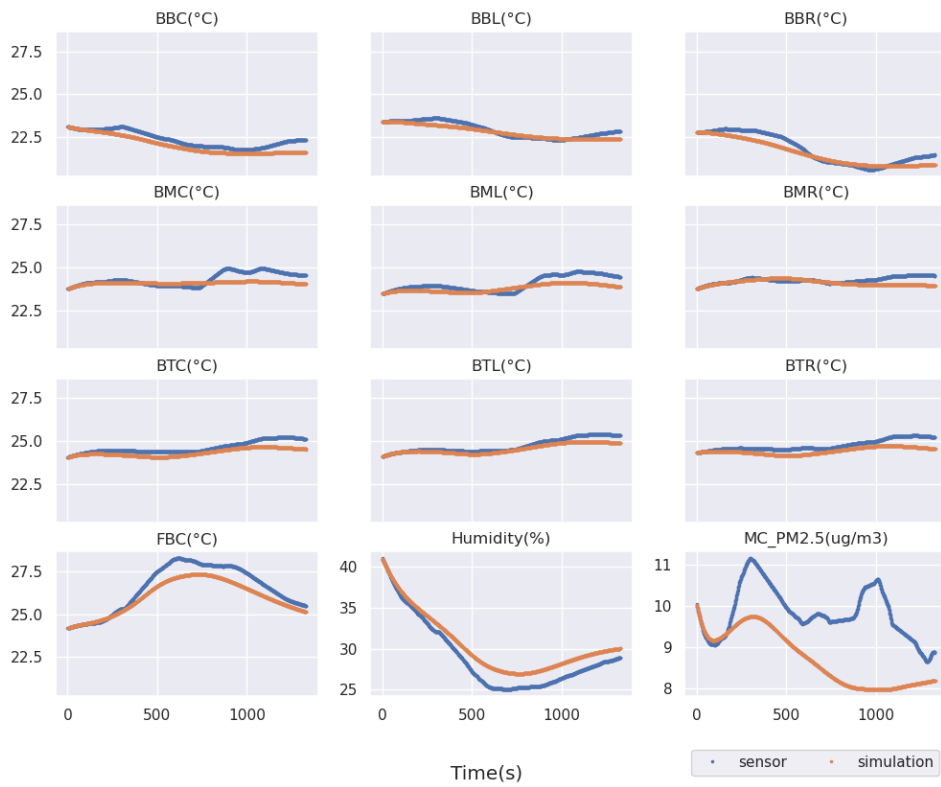 BBC(°C) BBL(°C) BBR(°C)
27.5
25.0
22.5
BMC(°C) BML(°C) BMR(°C)
27.5
25.0
22.5
BTC(°C) BTL(°C) BTR(°C)
27.5
25.0
22.5
FBC(°C) Humidity(%) MC_PM2.5(ug/m3)
27.5
25.0
22.5
40
35
30
25
11
10
9
8
0 500 1000 0 500 1000 0 500 1000
Time(s)
sensor simulation